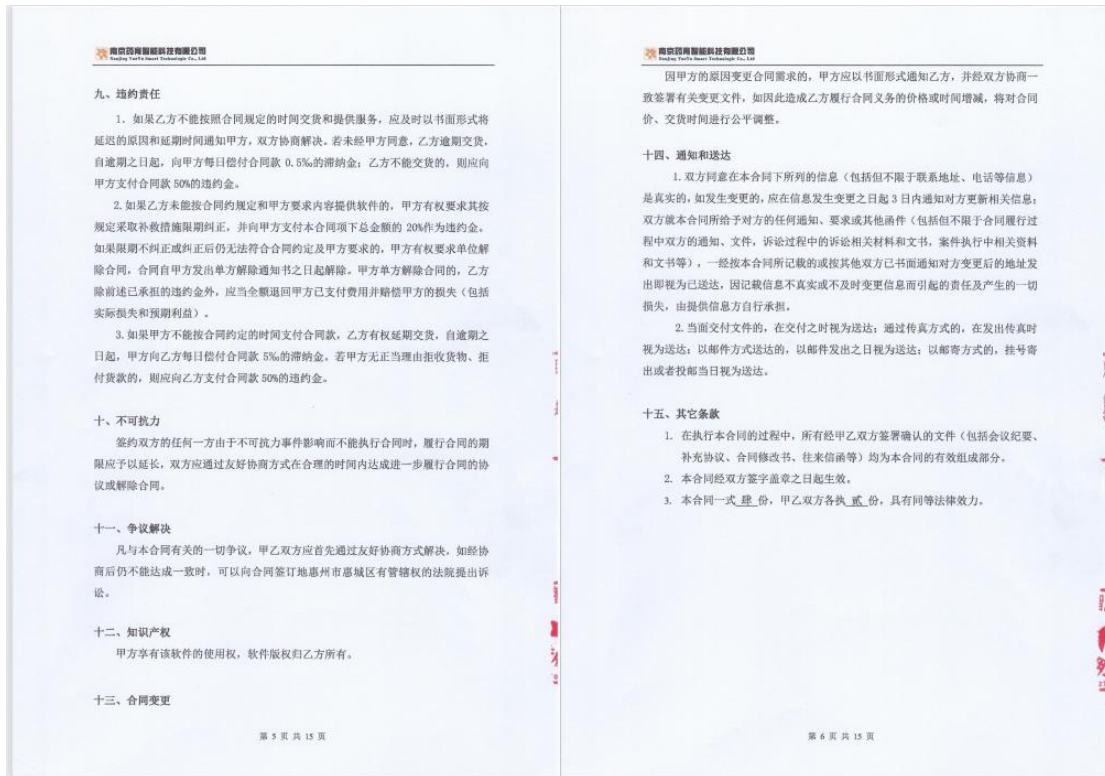 南京药育智能科技有限公司
Nanjing YaoYu Smart Technologic Co., Ltd
九、违约责任
1. 如果乙方不能按照合同规定的时间交货和提供服务，应及时以书面形式将
延迟的原因和延期时间通知甲方，双方协商解决。若未经甲方同意，乙方逾期交货，
自逾期之日起，向甲方每日偿付合同款 0.5‰的滞纳金；乙方不能交货的，则应向
甲方支付合同款 50%的违约金。
2.如果乙方未能按合同约规定和甲方要求内容提供软件的，甲方有权要求其按
规定采取补救措施限期纠正，并向甲方支付本合同项下总金额的 20%作为违约金。
如果限期不纠正或纠正后仍无法符合合同约定及甲方要求的，甲方有权要求单位解
除合同，合同自甲方发出单方解除通知书之日起解除。甲方单方解除合同的，乙方
除前述已承担的违约金外，应当全额退回甲方已支付费用并赔偿甲方的损失（包括
实际损失和预期利益）。
3.如果甲方不能按合同约定的时间支付合同款，乙方有权延期交货，自逾期之
日起，甲方向乙方每日偿付合同款 5‰的滞纳金。若甲方无正当理由拒收货物、拒
付货款的，则应向乙方支付合同款 50%的违约金。
十、不可抗力
签约双方的任何一方由于不可抗力事件影响而不能执行合同时，履行合同的期
限应予以延长，双方应通过友好协商方式在合理的时间内达成进一步履行合同的协
议或解除合同。
十一、争议解决
凡与本合同有关的一切争议，甲乙双方应首先通过友好协商方式解决，如经协
商后仍不能达成一致时，可以向合同签订地惠州市惠城区有管辖权的法院提出诉
讼。
十二、知识产权
甲方享有该软件的使用权，软件版权归乙方所有。
十三、合同变更
第 5 页 共 15 页
南京药育智能科技有限公司
Nanjing YaoYu Smart Technologic Co., Ltd
因甲方的原因变更合同需求的，甲方应以书面形式通知乙方，并经双方协商一
致签署有关变更文件，如因此造成乙方履行合同义务的价格或时间增减，将对合同
价、交货时间进行公平调整。
十四、通知和送达
1.双方同意在本合同下所列的信息（包括但不限于联系地址、电话等信息）
是真实的，如发生变更的，应在信息发生变更之日起 3 日内通知对方更新相关信息；
双方就本合同所给予对方的任何通知、要求或其他函件（包括但不限于合同履行过
程中双方的通知、文件，诉讼过程中的诉讼相关材料和文书，案件执行中相关资料
和文书等），一经按本合同所记载的或按其他双方已书面通知对方变更后的地址发
出即视为已送达，因记载信息不真实或不及时变更信息而引起的责任及产生的一切
损失，由提供信息方自行承担。
2.当面交付文件的，在交付之时视为送达；通过传真方式的，在发出传真时
视为送达；以邮件方式送达的，以邮件发出之日视为送达；以邮寄方式的，挂号寄
出或者投邮当日视为送达。
十五、其它条款
1. 在执行本合同的过程中，所有经甲乙双方签署确认的文件（包括会议纪要、
补充协议、合同修改书、往来信函等）均为本合同的有效组成部分。
2. 本合同经双方签字盖章之日起生效。
3. 本合同一式 肆 份，甲乙双方各执 贰 份，具有同等法律效力。
第 6 页 共 15 页